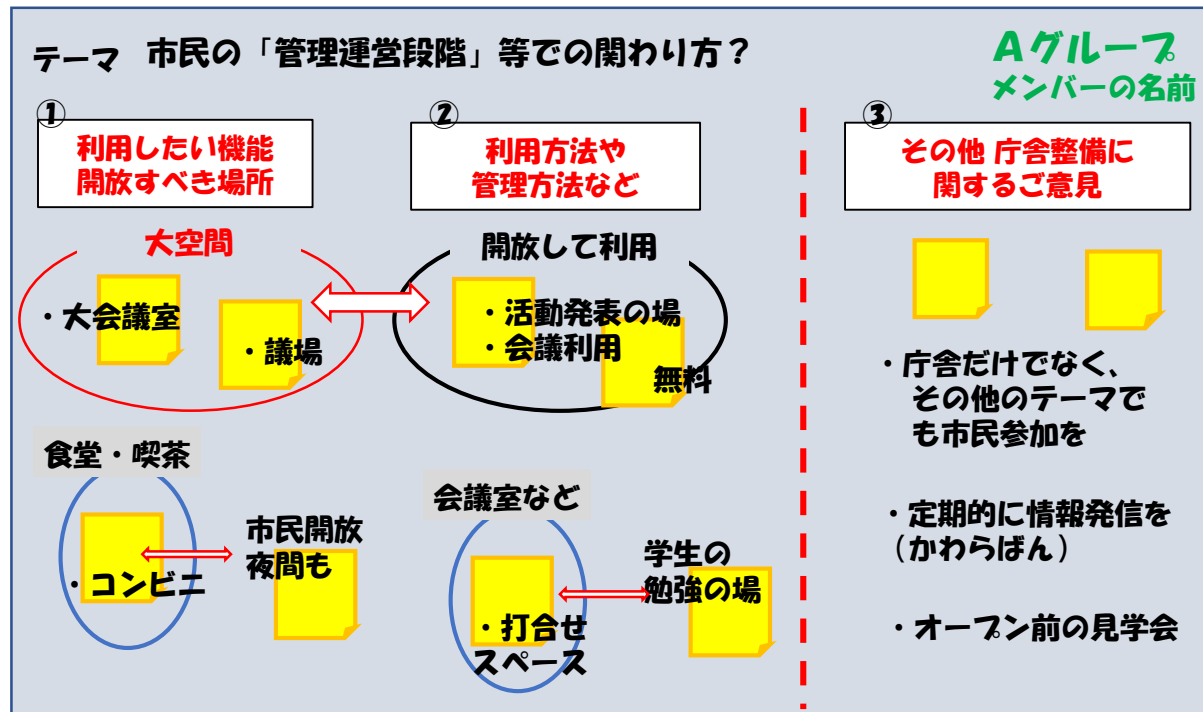 テーマ 市民の「管理運営段階」等での関わり方？
Aグループ
メンバーの名前
①
利用したい機能
開放すべき場所
②
利用方法や
管理方法など
③
その他 庁舎整備に
関するご意見
大空間
・大会議室
・議場
開放して利用
・活動発表の場
・会議利用
無料
食堂・喫茶
・コンビニ
市民開放
夜間も
会議室など
・打合せ
スペース
学生の
勉強の場
・庁舎だけでなく、
その他のテーマで
も市民参加を
・定期的に情報発信を
（かわらばん）
・オープン前の見学会